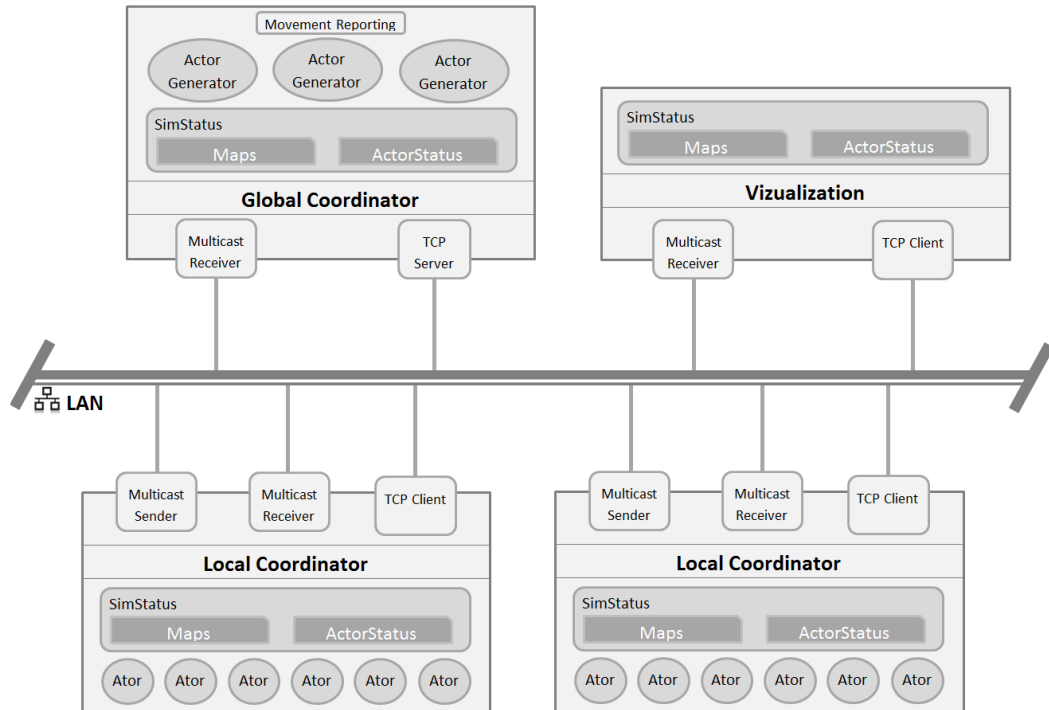 Movement Reporting
Actor
Generator
Actor
Generator
Actor
Generator
SimStatus
Maps
ActorStatus
Global Coordinator
Multicast
Receiver
TCP
Server
SimStatus
Maps
ActorStatus
Vizualization
Multicast
Receiver
TCP Client
LAN
Multicast
Sender
Multicast
Receiver
TCP Client
Local Coordinator
SimStatus
Maps
ActorStatus
Ator
Ator
Ator
Ator
Ator
Ator
Multicast
Sender
Multicast
Receiver
TCP Client
Local Coordinator
SimStatus
Maps
ActorStatus
Ator
Ator
Ator
Ator
Ator
Ator